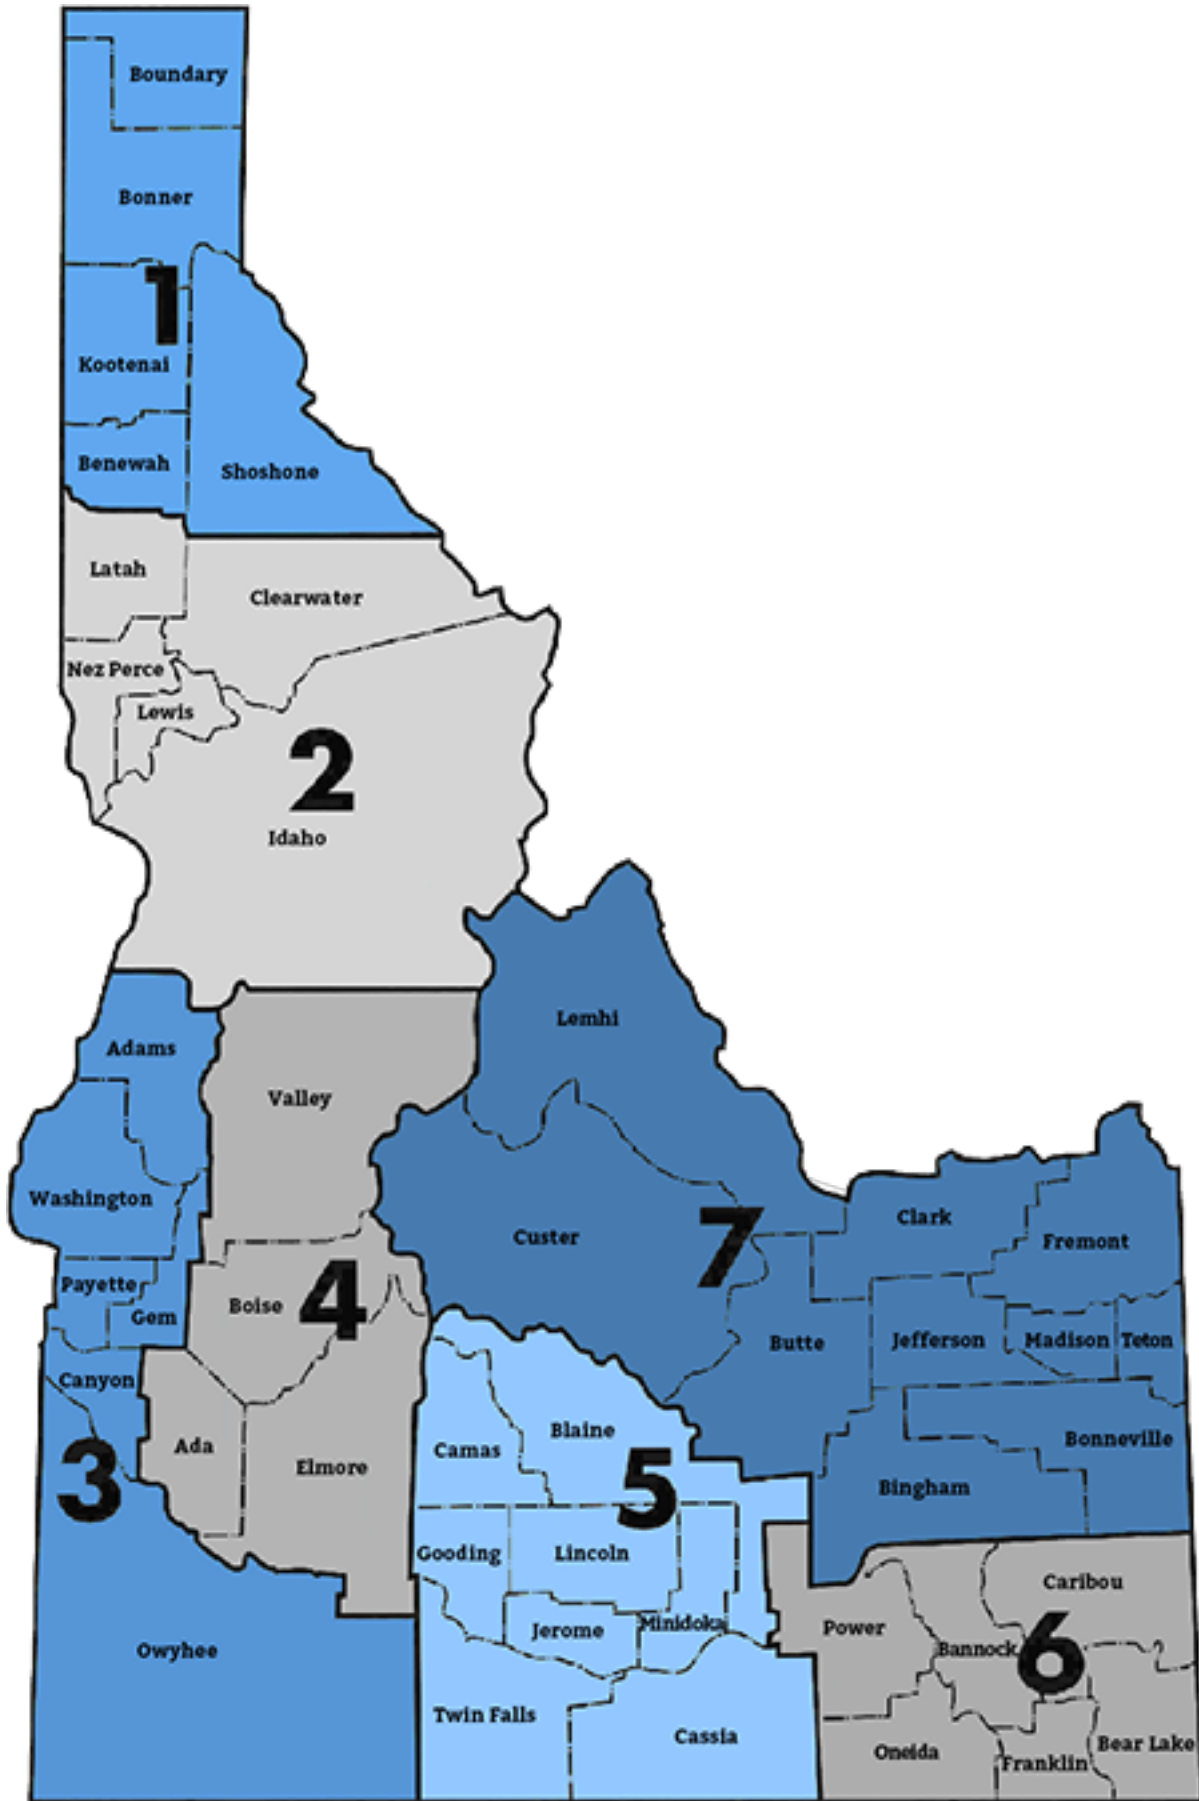 Boundary
Bonner
1
Kootenai
Benewah
Shoshone
Latah
Clearwater
Nez Perce
Lewis
2
Idaho
Lemhi
Adams
Valley
Washington
Custer
7
Clark
Fremont
Payette
Gem
Boise
4
Butte
Jefferson
Madison
Teton
Canyon
3
Ada
Elmore
Camas
Blaine
5
Bonneville
Bingham
Gooding
Lincoln
Caribou
Owyhee
Jerome
Minidoka
Power
Bannock
6
Twin Falls
Cassia
Oneida
Franklin
Bear Lake